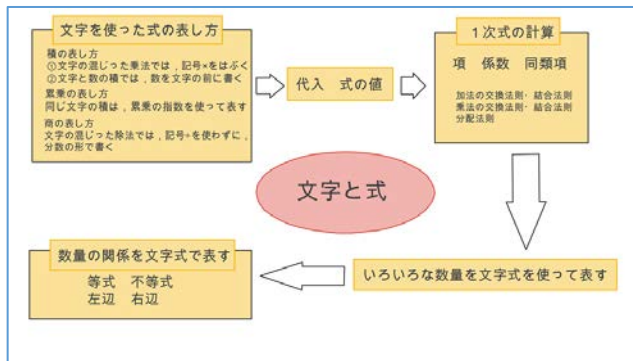 文字を使った式の表し方
積の表し方
①文字の混じった乗法では，記号×をはぶく
②文字と数の積では，数を文字の前に書く
累乗の表し方
同じ文字の積は，累乗の指数を使って表す
商の表し方
文字の混じった除法では，記号÷を使わずに，
分数の形で書く
代入　式の値
１次式の計算
項　係数　同類項
加法の交換法則・結合法則
乗法の交換法則・結合法則
分配法則
文字と式
いろいろな数量を文字式を使って表す
数量の関係を文字式で表す
等式　不等式
左辺　右辺